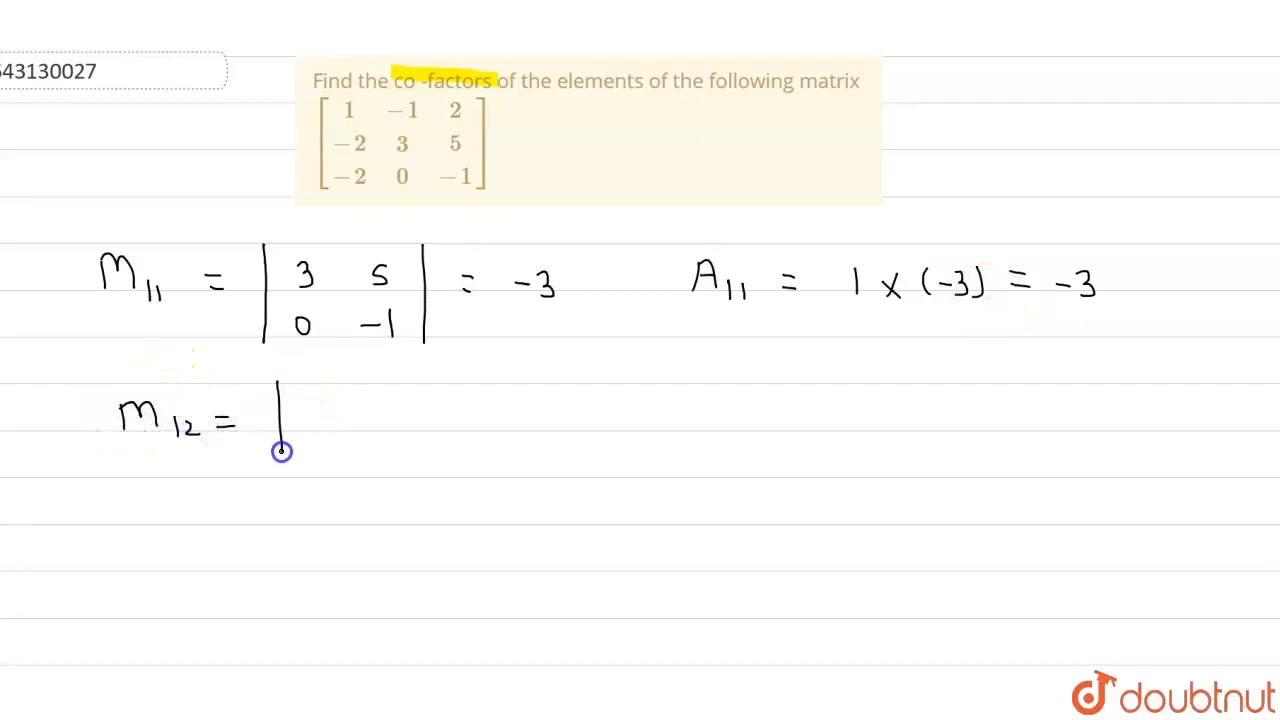 643130027
Find the co -factors of the elements of the following matrix
1 −1 2
−2 3 5
−2 0 −1
M11 = | 3 5 | = -3 A11 = 1 × (-3) = -3
| 0 -1 |
M12 = |
doubtnut